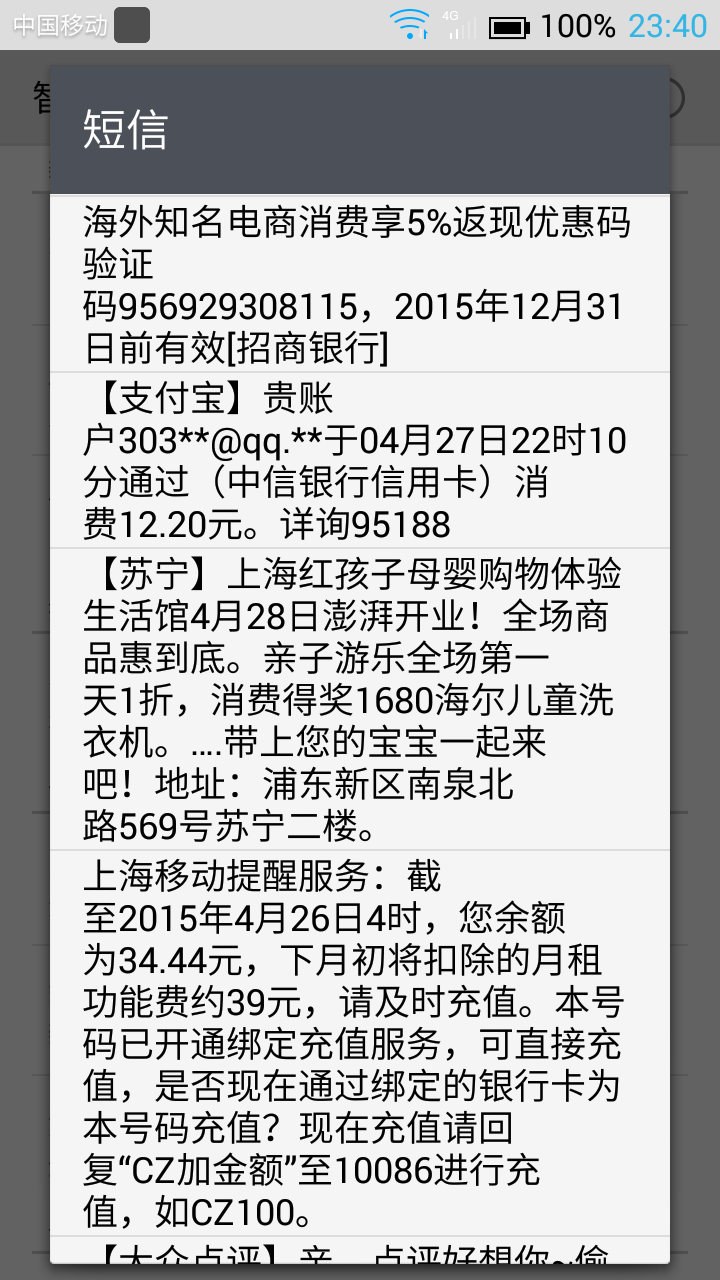 中国移动
4G
100%
23:40
短信
海外知名电商消费享5%返现优惠码
验证
码956929308115，2015年12月31
日前有效[招商银行]
【支付宝】贵账
户303**@qq.**于04月27日22时10
分通过（中信银行信用卡）消
费12.20元。详询95188
【苏宁】上海红孩子母婴购物体验
生活馆4月28日澎湃开业！全场商
品惠到底。亲子游乐全场第一
天1折，消费得奖1680海尔儿童洗
衣机。….带上您的宝宝一起来
吧！地址：浦东新区南泉北
路569号苏宁二楼。
上海移动提醒服务：截
至2015年4月26日4时，您余额
为34.44元，下月初将扣除的月租
功能费约39元，请及时充值。本号
码已开通绑定充值服务，可直接充
值，是否现在通过绑定的银行卡为
本号码充值？现在充值请回
复“CZ加金额”至10086进行充
值，如CZ100。
【大众点评】亲，点评好想你~偷